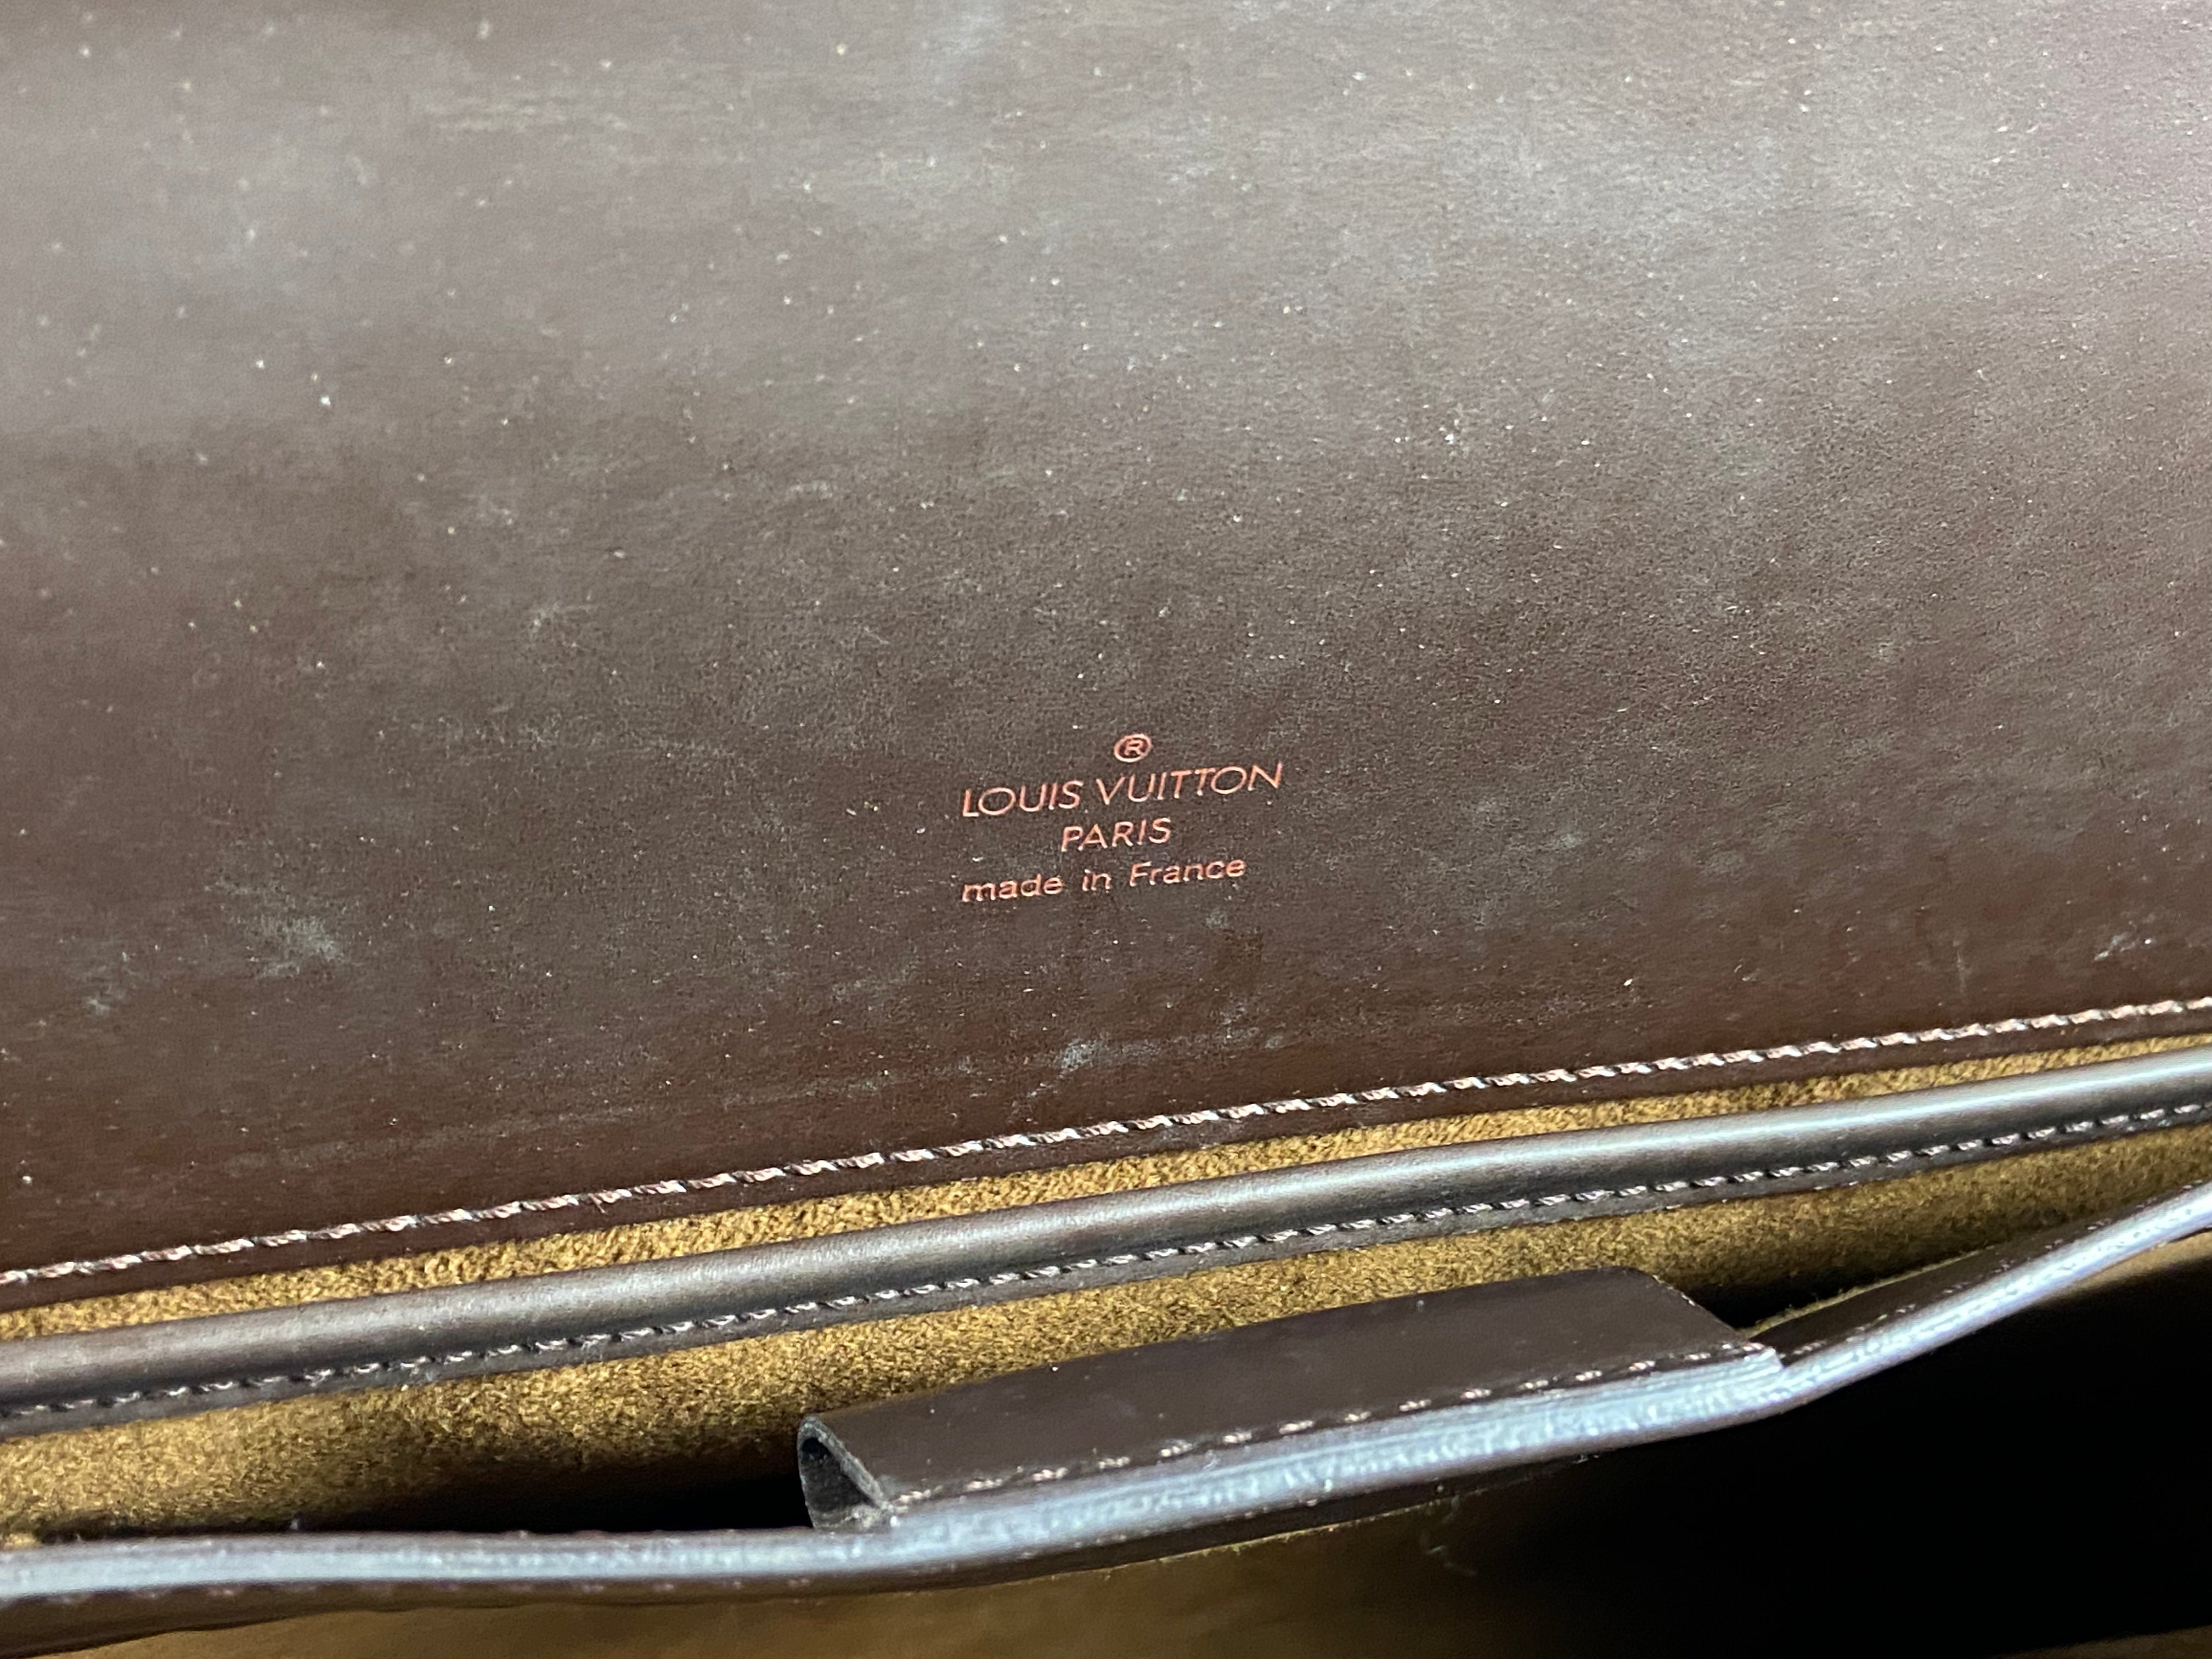 ®
LOUIS VUITTON
PARIS
made in France